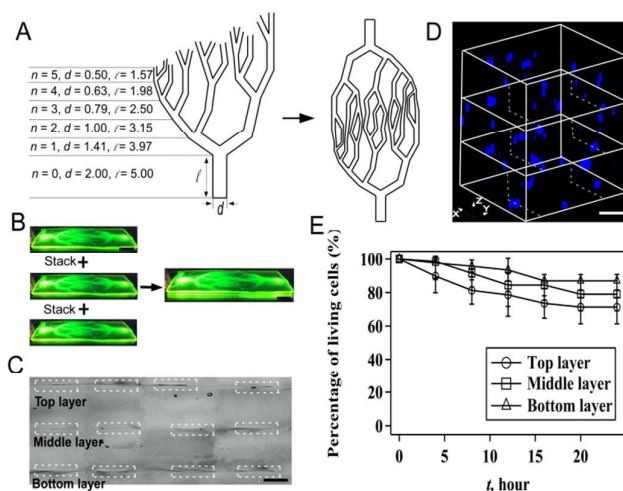 A
n = 5, d = 0.50, ℓ = 1.57
n = 4, d = 0.63, ℓ = 1.98
n = 3, d = 0.79, ℓ = 2.50
n = 2, d = 1.00, ℓ = 3.15
n = 1, d = 1.41, ℓ = 3.97
n = 0, d = 2.00, ℓ = 5.00
ℓ
d
D
X
Z
Y
B
Stack +
Stack +
C
Top layer
Middle layer
Bottom layer
E
Percentage of living cells (%)
100
80
60
40
20
0
Top layer
Middle layer
Bottom layer
0
5
10
15
20
t, hour